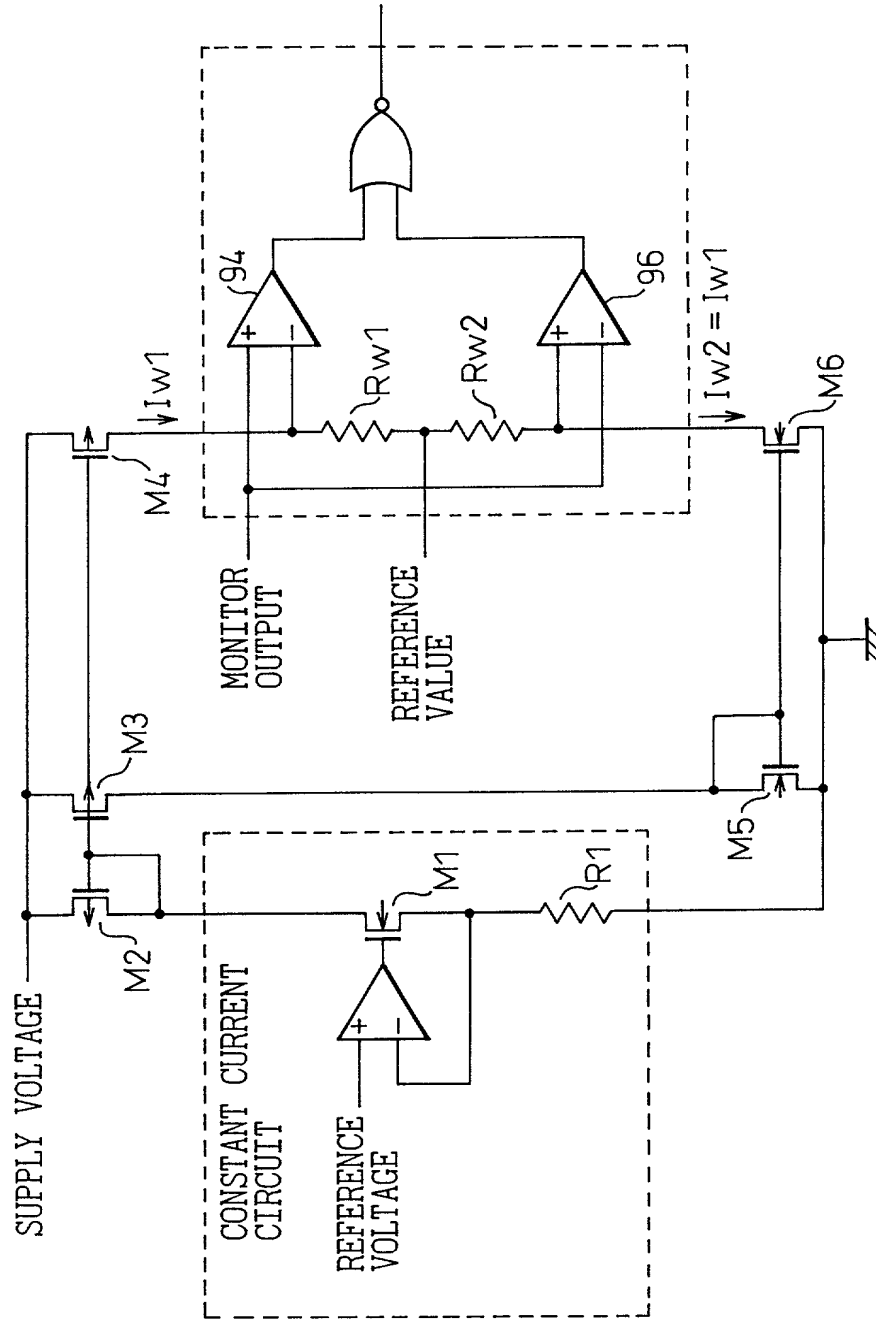 SUPPLY VOLTAGE
M2
M3
M4
Iw1
CONSTANT CURRENT
CIRCUIT
REFERENCE
VOLTAGE
+
−
M1
R1
MONITOR
OUTPUT
REFERENCE
VALUE
+
−
94
Rw1
Rw2
+
−
96
Iw2 = Iw1
M5
M6